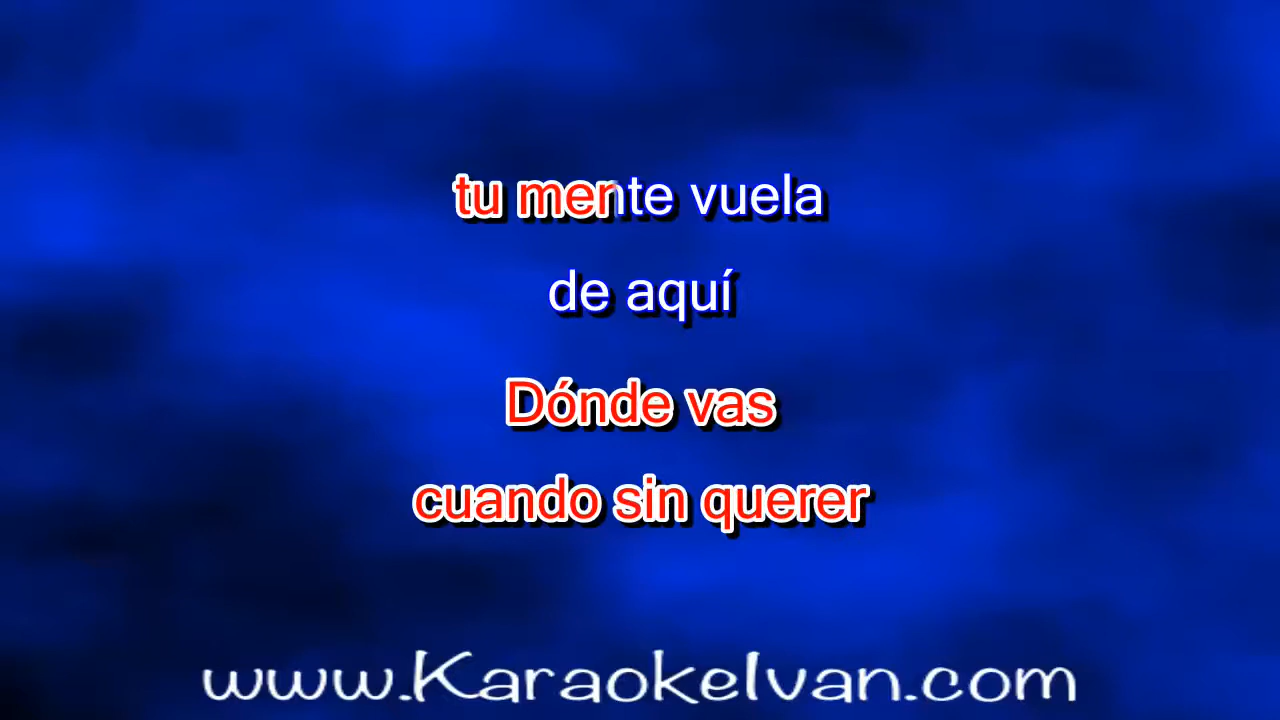 tu mente vuela
de aquí
Dónde vas
cuando sin querer
www.KaraokeIvan.com